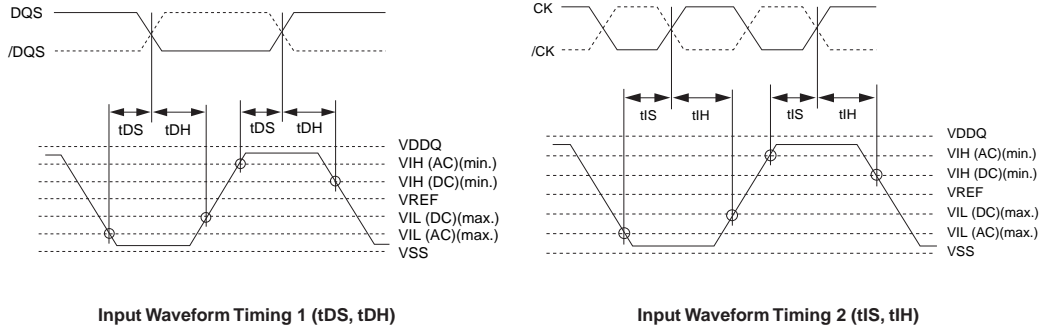 DQS
/DQS
tDS
tDH
tDS
tDH
VDDQ
VIH (AC)(min.)
VIH (DC)(min.)
VREF
VIL (DC)(max.)
VIL (AC)(max.)
VSS
Input Waveform Timing 1 (tDS, tDH)
CK
/CK
tIS
tIH
tIS
tIH
VDDQ
VIH (AC)(min.)
VIH (DC)(min.)
VREF
VIL (DC)(max.)
VIL (AC)(max.)
VSS
Input Waveform Timing 2 (tIS, tIH)